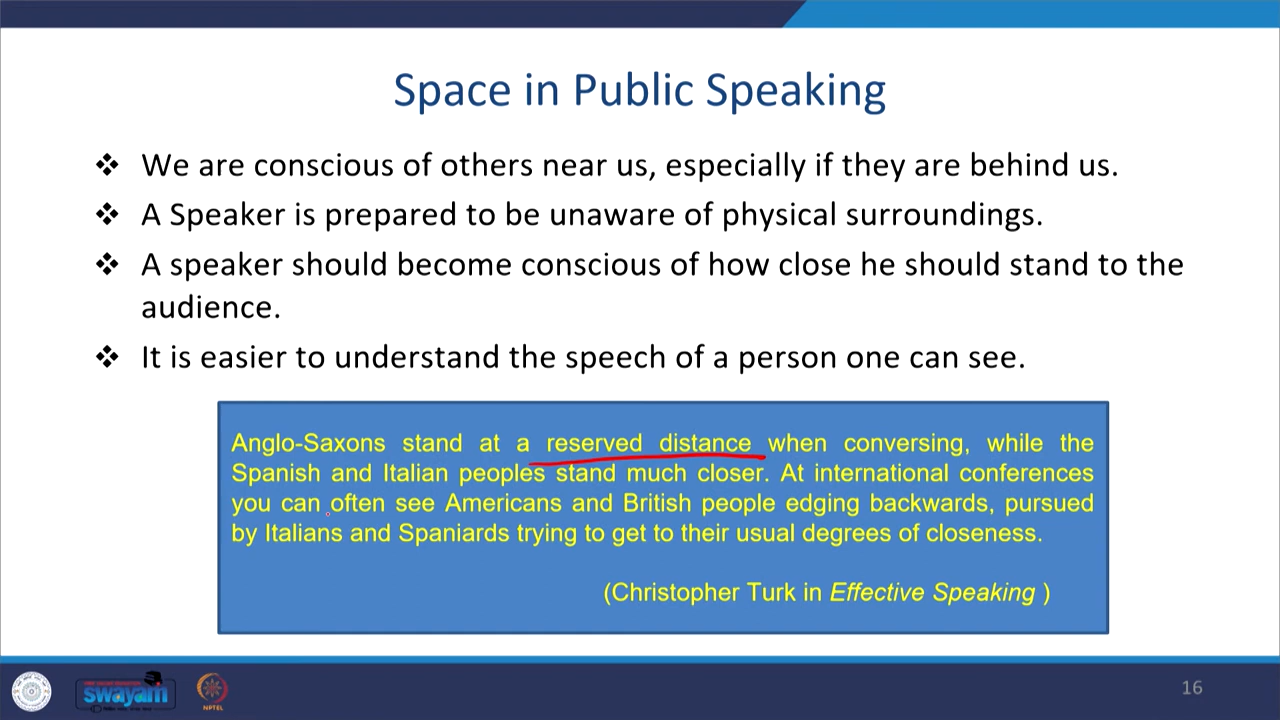 Space in Public Speaking
❖ We are conscious of others near us, especially if they are behind us.
❖ A Speaker is prepared to be unaware of physical surroundings.
❖ A speaker should become conscious of how close he should stand to the
audience.
❖ It is easier to understand the speech of a person one can see.
Anglo-Saxons stand at a reserved distance when conversing, while the
Spanish and Italian peoples stand much closer. At international conferences
you can often see Americans and British people edging backwards, pursued
by Italians and Spaniards trying to get to their usual degrees of closeness.
(Christopher Turk in Effective Speaking )
swayam
NPTEL
16